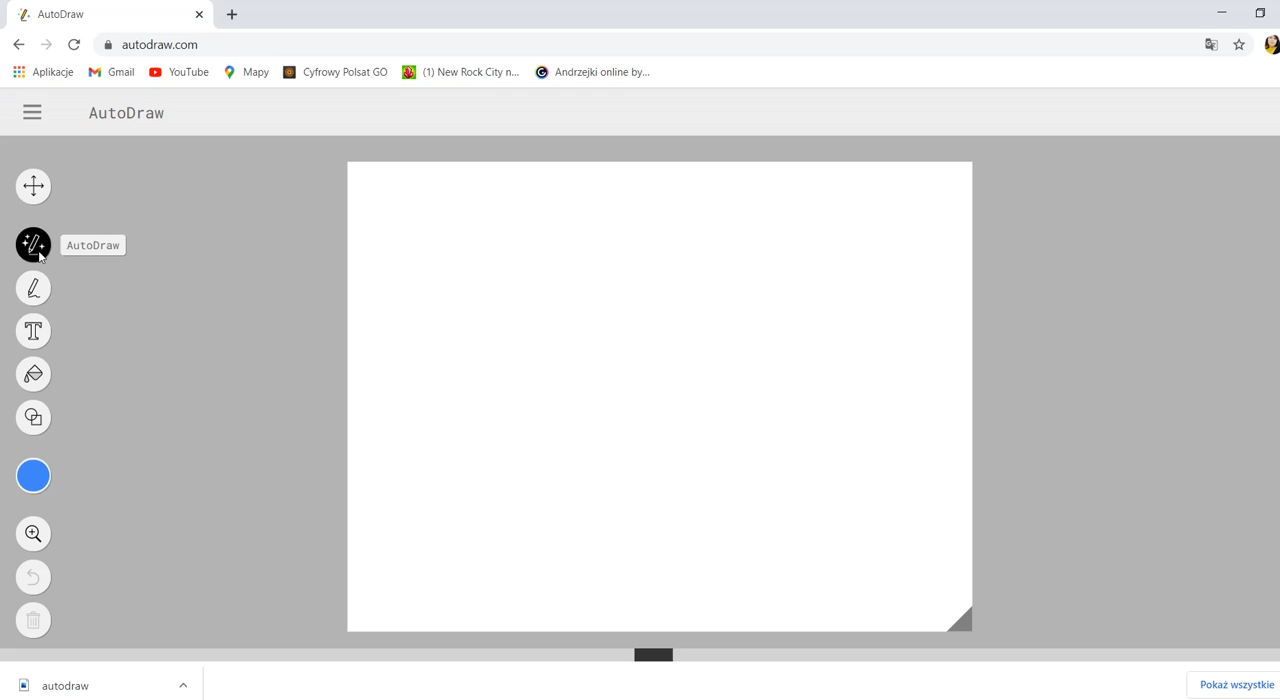 AutoDraw
autodraw.com
Aplikacje Gmail YouTube Mapy Cyfrowy Polsat GO (1) New Rock City n... Andrzejki online by...
AutoDraw
AutoDraw
T
autodraw
Pokaż wszystkie